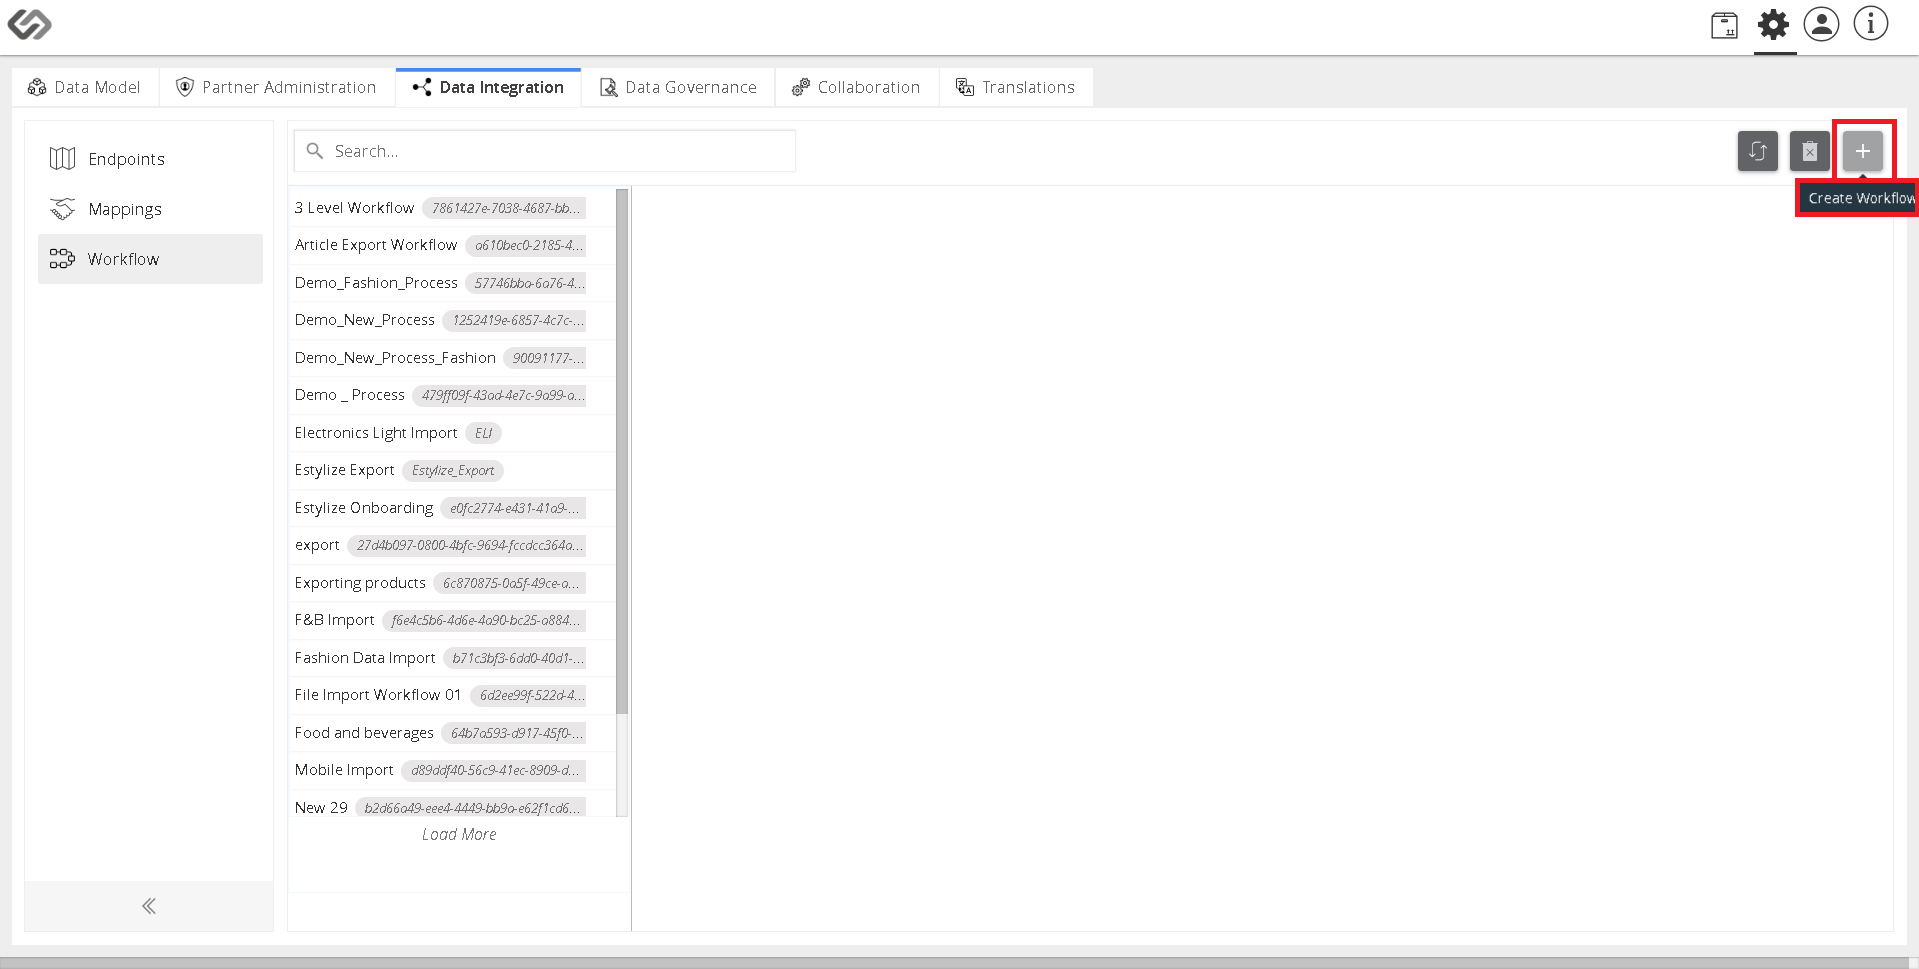 Data Model
Partner Administration
Data Integration
Data Governance
Collaboration
Translations
Endpoints
Mappings
Workflow
Search...
Create Workflow
3 Level Workflow 7861427e-7038-4687-bb...
Article Export Workflow a610bec0-2185-4...
Demo_Fashion_Process 57746bba-6a76-4...
Demo_New_Process 1252419e-6857-4c7c-...
Demo_New_Process_Fashion 90091177-...
Demo _ Process 479ff09f-43ad-4e7c-9a99-a...
Electronics Light Import ELI
Estylize Export Estylize_Export
Estylize Onboarding e0fc2774-e431-41a9-...
export 27d4b097-0800-4bfc-9694-fccdcc364a...
Exporting products 6c870875-0a5f-49ce-a...
F&B Import f6e4c5b6-4d6e-4a90-bc25-a884...
Fashion Data Import b71c3bf3-6dd0-40d1-...
File Import Workflow 01 6d2ee99f-522d-4...
Food and beverages 64b7a593-d917-45f0-...
Mobile Import d89ddf40-56c9-41ec-8909-d...
New 29 b2d66a49-eee4-4449-bb9a-e62f1cd6...
Load More